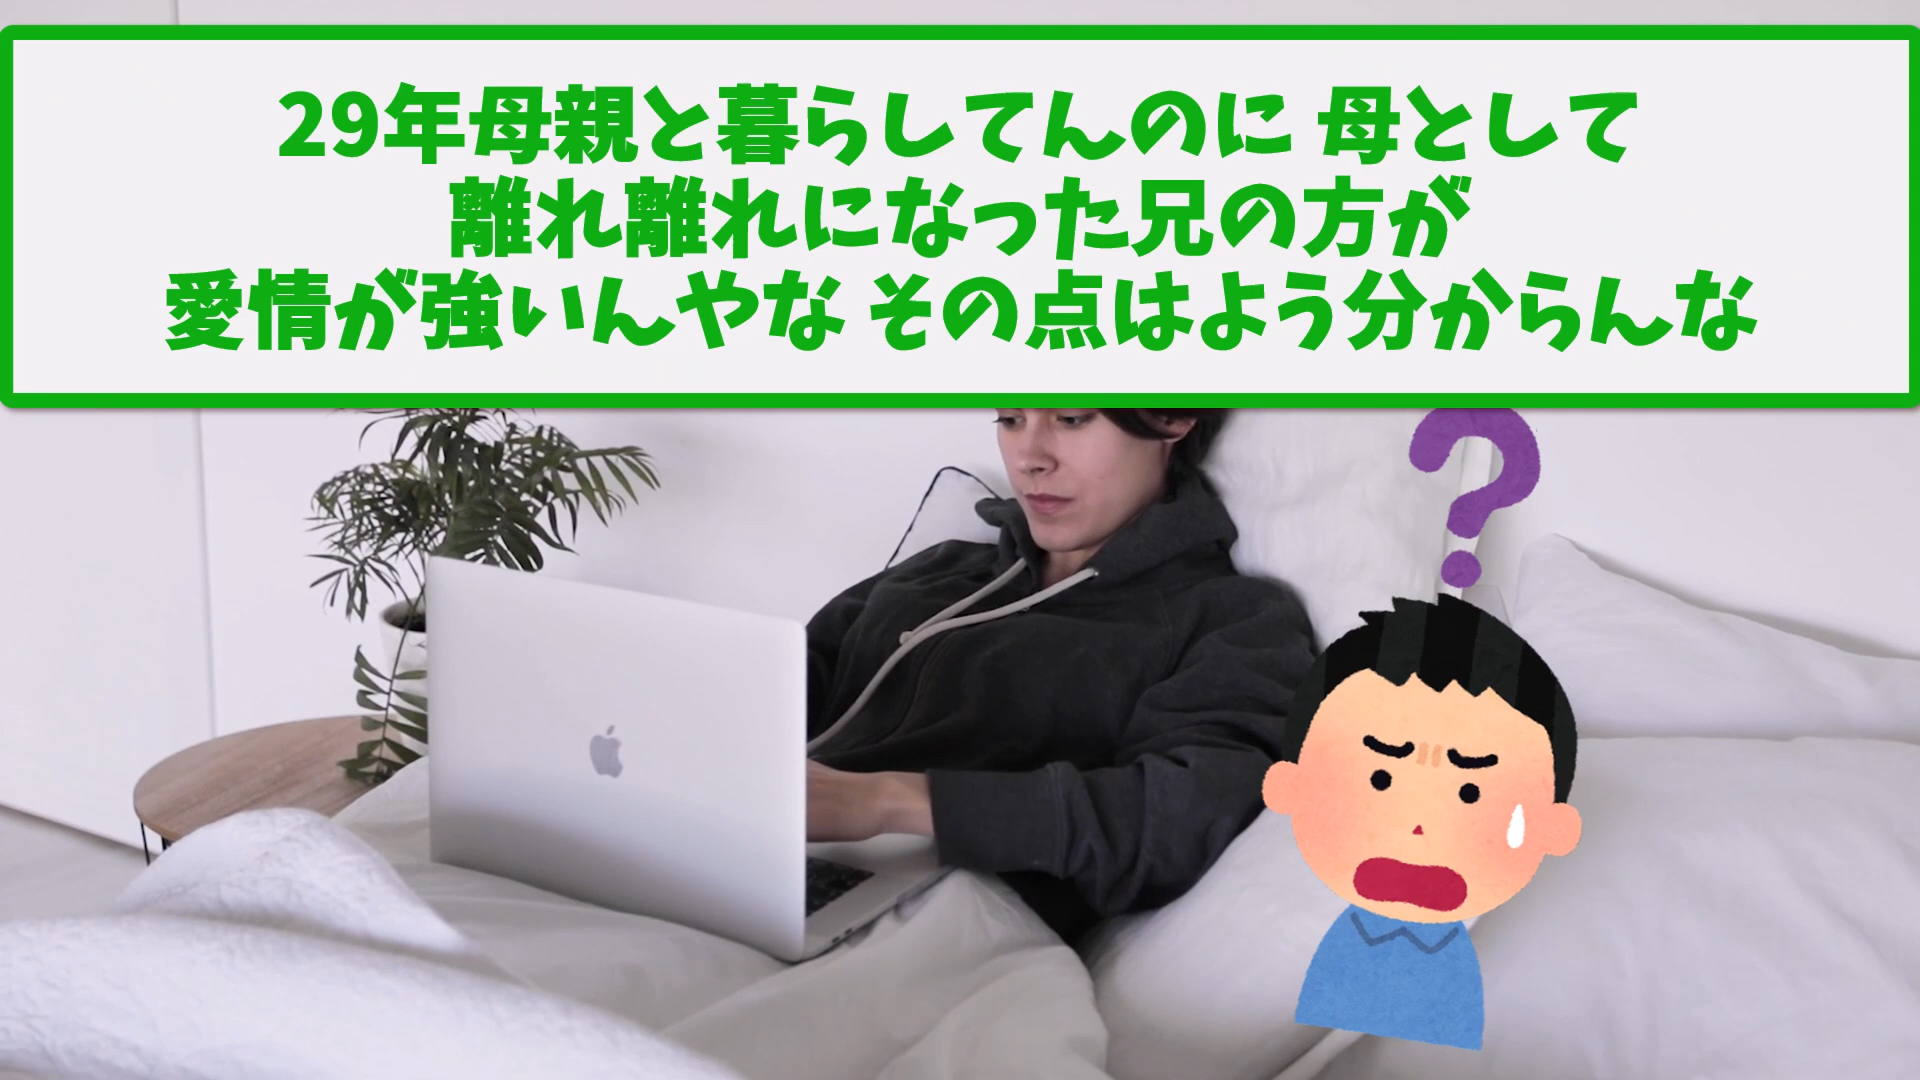 29年母親と暮らしてんのに 母として
離れ離れになった兄の方が
愛情が強いんやな その点はよう分からんな
?